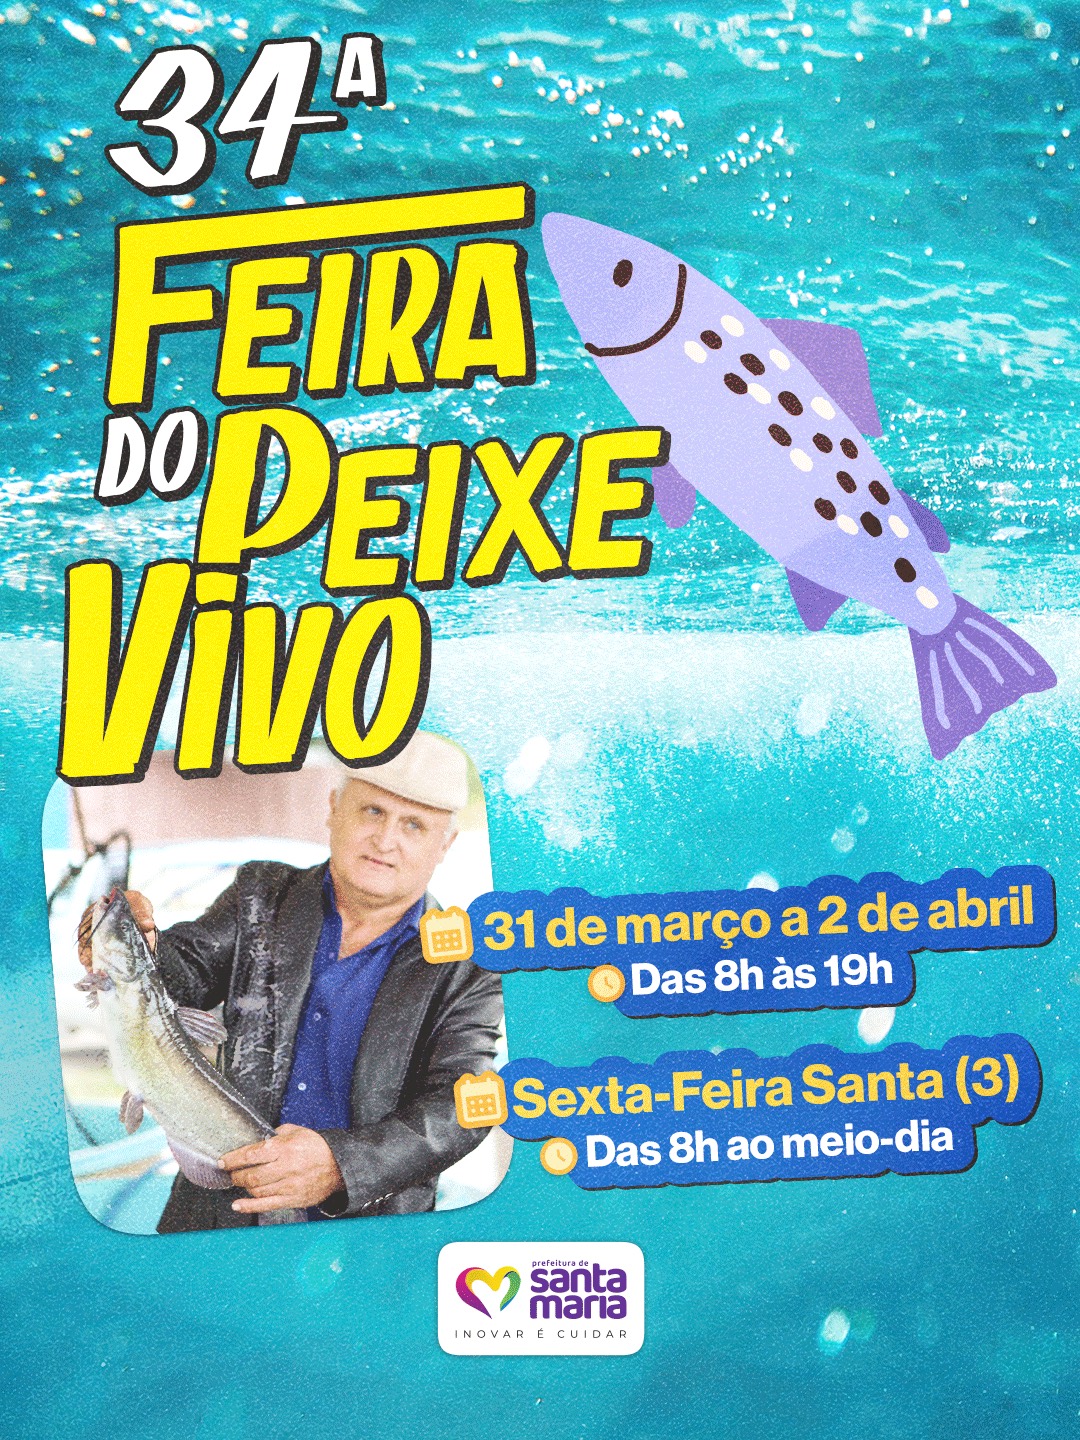 34ª
FEIRA
DO PEIXE
VIVO
31 de março a 2 de abril
Das 8h às 19h
Sexta-Feira Santa (3)
Das 8h ao meio-dia
prefeitura de
santa
maria
INOVAR É CUIDAR